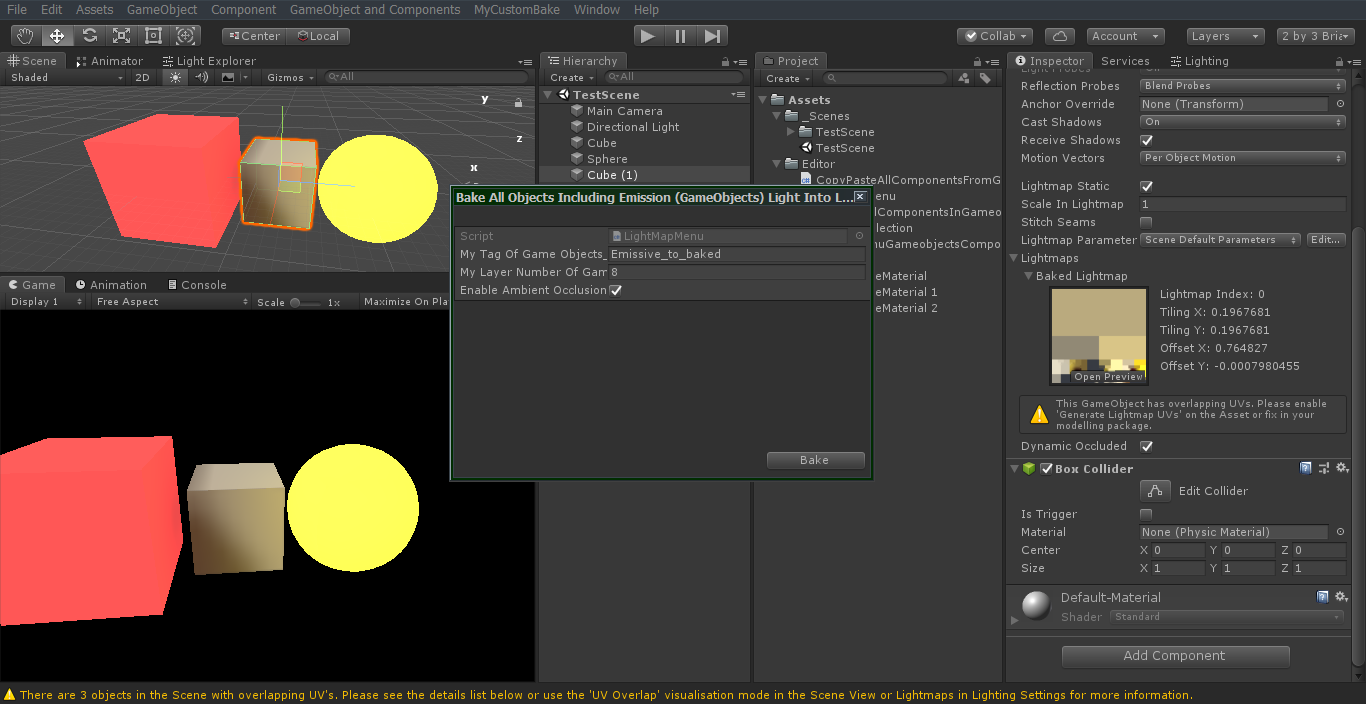 File Edit Assets GameObject Component GameObject and Components MyCustomBake Window Help
Center Local Collab Account Layers 2 by 3 Bria
Scene Animator Light Explorer
Shaded 2D Gizmos All
y
z
x
Game Animation Console
Display 1 Free Aspect Scale 1x Maximize On Pla
Hierarchy
Create All
TestScene
Main Camera
Directional Light
Cube
Sphere
Cube (1)
Project
Create
Assets
_Scenes
TestScene
TestScene
Editor
CopyPasteAllComponentsFromG
enu
llComponentsInGameo
lection
nuGameobjectsCompo
eMaterial
eMaterial 1
eMaterial 2
Bake All Objects Including Emission (GameObjects) Light Into L...
Script LightMapMenu
My Tag Of Game Objects_ Emissive_to_baked
My Layer Number Of Gam 8
Enable Ambient Occlusion
Bake
Inspector Services Lighting
Reflection Probes Blend Probes
Anchor Override None (Transform)
Cast Shadows On
Receive Shadows
Motion Vectors Per Object Motion
Lightmap Static
Scale In Lightmap 1
Stitch Seams
Lightmap Parameter Scene Default Parameters Edit...
Lightmaps
Baked Lightmap
Open Preview
Lightmap Index: 0
Tiling X: 0.1967681
Tiling Y: 0.1967681
Offset X: 0.764827
Offset Y: -0.0007980455
This GameObject has overlapping UVs. Please enable
'Generate Lightmap UVs' on the Asset or fix in your
modelling package.
Dynamic Occluded
Box Collider
Edit Collider
Is Trigger
Material None (Physic Material)
Center X 0 Y 0 Z 0
Size X 1 Y 1 Z 1
Default-Material
Shader Standard
Add Component
There are 3 objects in the Scene with overlapping UV's. Please see the details list below or use the 'UV Overlap' visualisation mode in the Scene View or Lightmaps in Lighting Settings for more information.